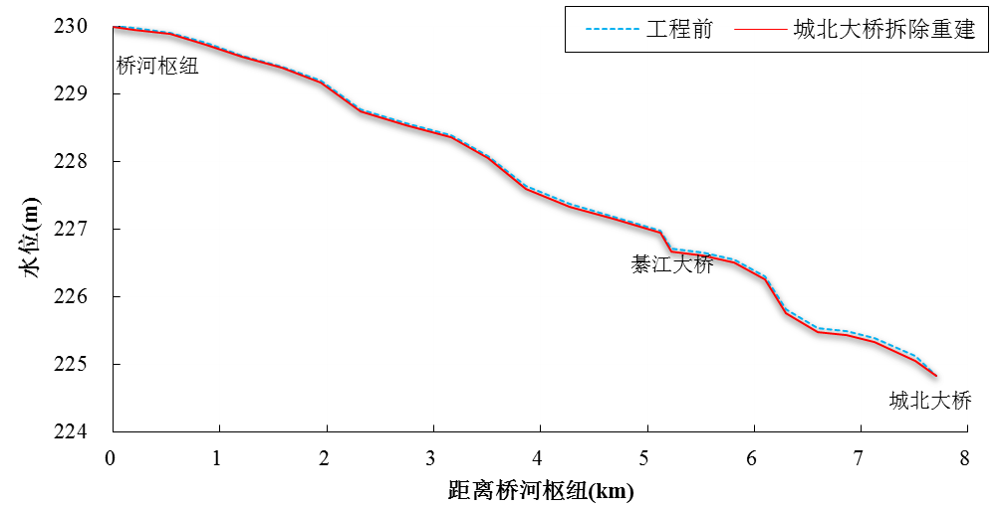 工程前 城北大桥拆除重建
230
桥河枢纽
229
228
227
綦江大桥
226
225
城北大桥
224
0 1 2 3 4 5 6 7 8
水位(m)
距离桥河枢纽(km)